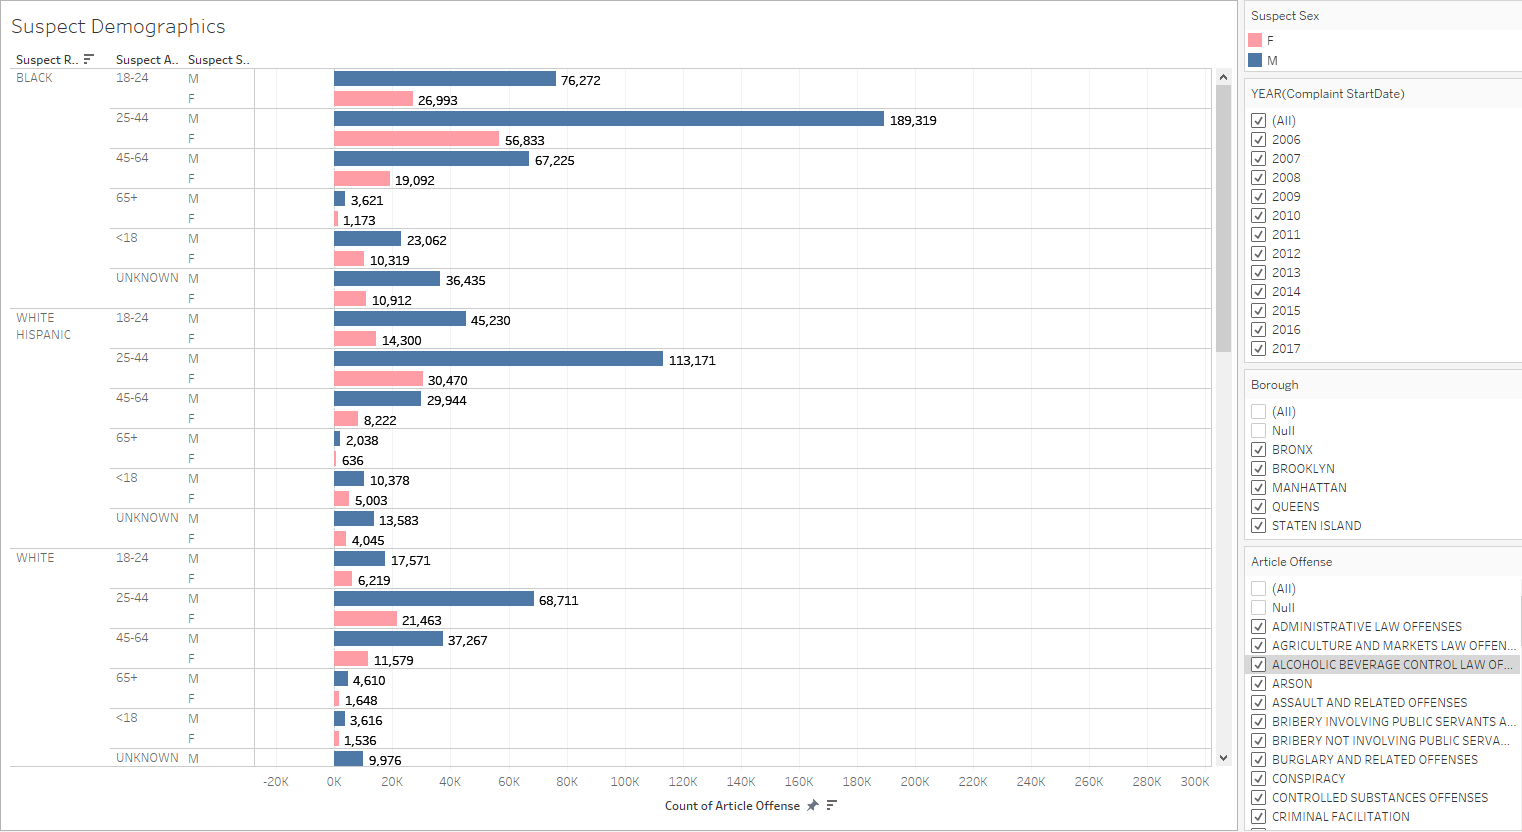 Suspect Demographics
Suspect R.. Suspect A.. Suspect S..
BLACK 18-24 M 76,272
F 26,993
25-44 M 189,319
F 56,833
45-64 M 67,225
F 19,092
65+ M 3,621
F 1,173
<18 M 23,062
F 10,319
UNKNOWN M 36,435
F 10,912
WHITE HISPANIC 18-24 M 45,230
F 14,300
25-44 M 113,171
F 30,470
45-64 M 29,944
F 8,222
65+ M 2,038
F 636
<18 M 10,378
F 5,003
UNKNOWN M 13,583
F 4,045
WHITE 18-24 M 17,571
F 6,219
25-44 M 68,711
F 21,463
45-64 M 37,267
F 11,579
65+ M 4,610
F 1,648
<18 M 3,616
F 1,536
UNKNOWN M 9,976
-20K 0K 20K 40K 60K 80K 100K 120K 140K 160K 180K 200K 220K 240K 260K 280K 300K
Count of Article Offense
Suspect Sex
F
M
YEAR(Complaint StartDate)
(All)
2006
2007
2008
2009
2010
2011
2012
2013
2014
2015
2016
2017
Borough
(All)
Null
BRONX
BROOKLYN
MANHATTAN
QUEENS
STATEN ISLAND
Article Offense
(All)
Null
ADMINISTRATIVE LAW OFFENSES
AGRICULTURE AND MARKETS LAW OFFEN...
ALCOHOLIC BEVERAGE CONTROL LAW OF...
ARSON
ASSAULT AND RELATED OFFENSES
BRIBERY INVOLVING PUBLIC SERVANTS A...
BRIBERY NOT INVOLVING PUBLIC SERVA...
BURGLARY AND RELATED OFFENSES
CONSPIRACY
CONTROLLED SUBSTANCES OFFENSES
CRIMINAL FACILITATION